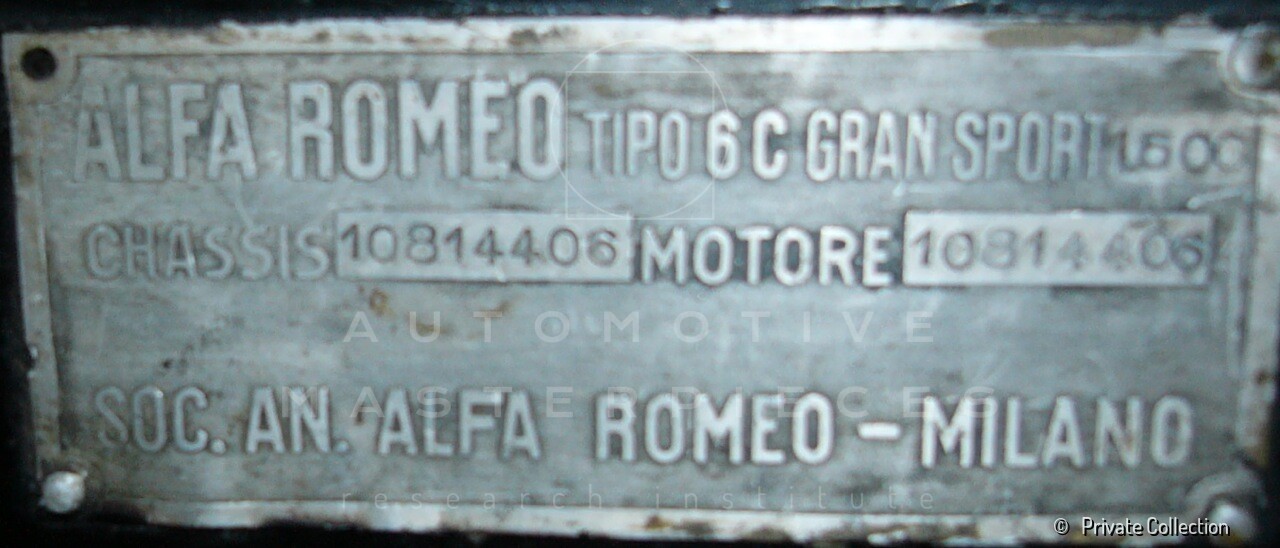 ALFA ROMEO TIPO 6C GRAN SPORT 1500
CHASSIS 10814406 MOTORE 10814406
AUTOMOTIVE
MASTERPIECES
SOC. AN. ALFA ROMEO - MILANO
research institute
© Private Collection